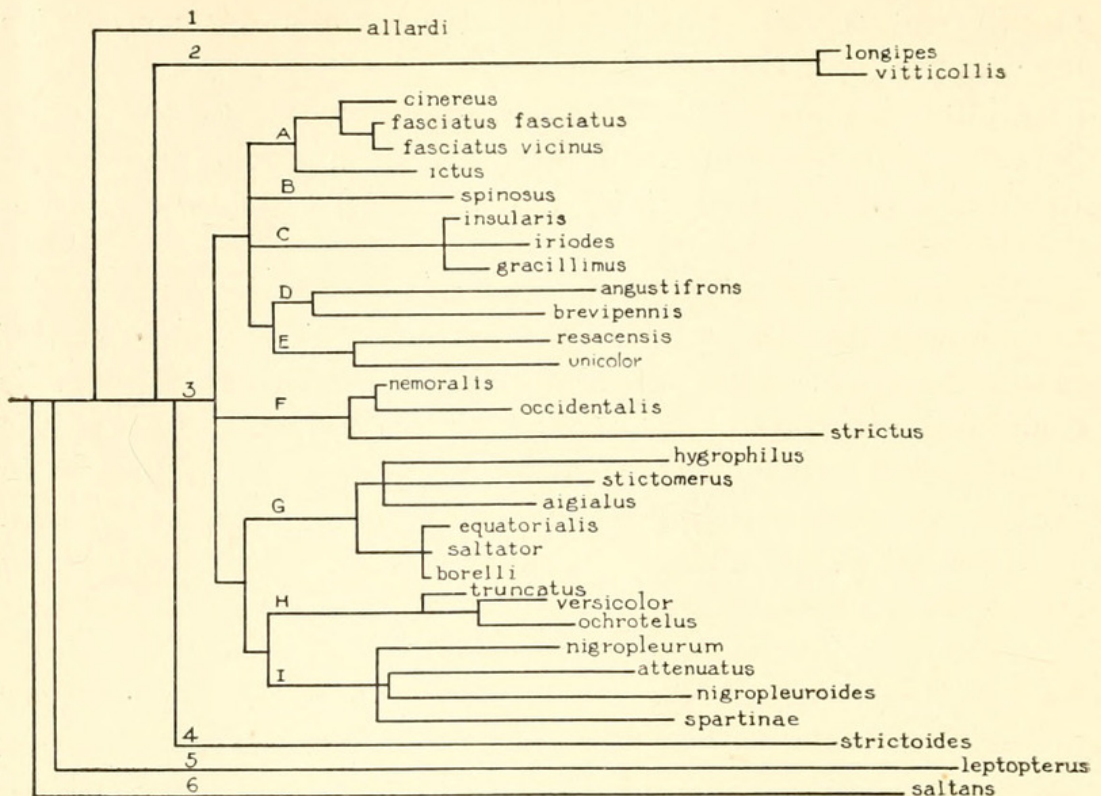 1 allardi
2 longipes
vitticollis
cinereus
fasciatus fasciatus
A
fasciatus vicinus
ictus
B
spinosus
insularis
C
iriodes
gracillimus
D
angustifrons
brevipennis
E
resacensis
unicolor
3
nemoralis
F
occidentalis
strictus
hygrophilus
stictomerus
aigialus
G
equatorialis
saltator
borelli
truncatus
H
versicolor
ochrotelus
nigropleurum
attenuatus
I
nigropleuroides
spartinae
4
strictoides
5
leptopterus
6
saltans